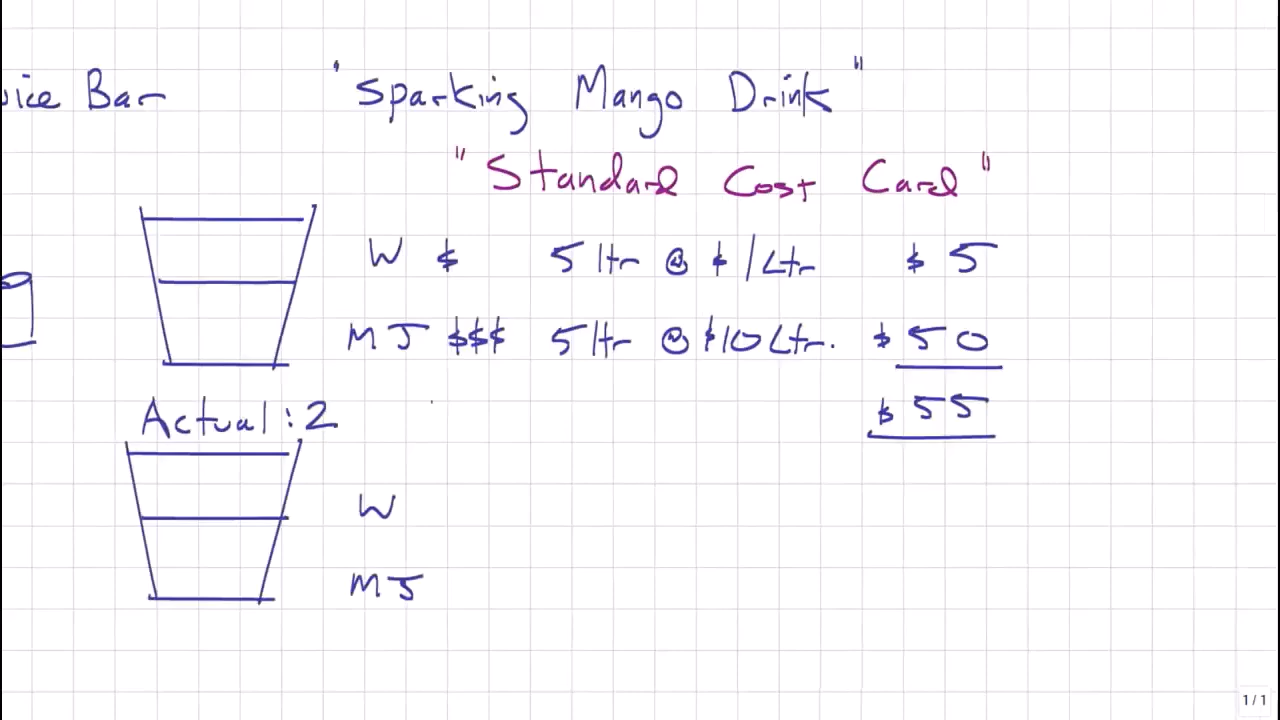 Bar "Sparking Mango Drink"
"Standard Cost Card"
W $ 5 ltr @ $1/Ltr $ 5
MJ $$$ 5 ltr @ $10 Ltr. $50
$55
Actual : 2
W
MJ
1/1